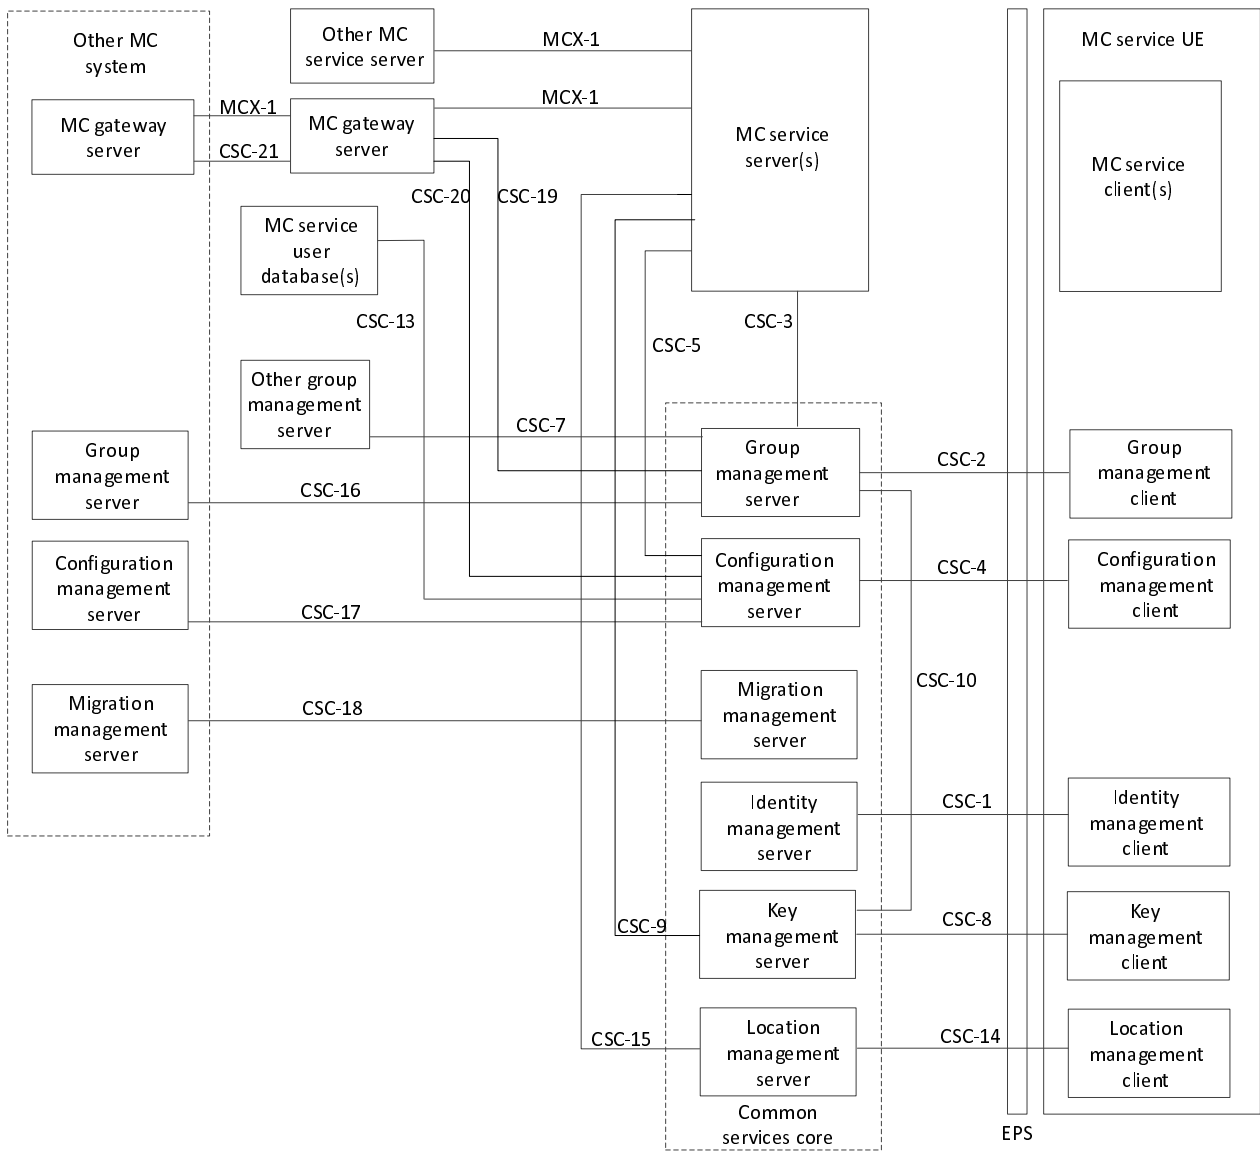 Other MC
system
Other MC
service server
MCX-1
MC service UE
MCX-1
MC gateway
server
MCX-1
CSC-21
MC gateway
server
MC service
server(s)
MC service
client(s)
CSC-20
CSC-19
MC service
user
database(s)
CSC-13
CSC-3
CSC-5
Other group
management
server
CSC-7
Group
management
server
CSC-16
Group
management
server
CSC-2
Group
management
client
Configuration
management
server
CSC-17
Configuration
management
server
CSC-4
Configuration
management
client
CSC-10
Migration
management
server
CSC-18
Migration
management
server
Identity
management
server
CSC-1
Identity
management
client
CSC-9
Key
management
server
CSC-8
Key
management
client
CSC-15
Location
management
server
CSC-14
Location
management
client
Common
services core
EPS